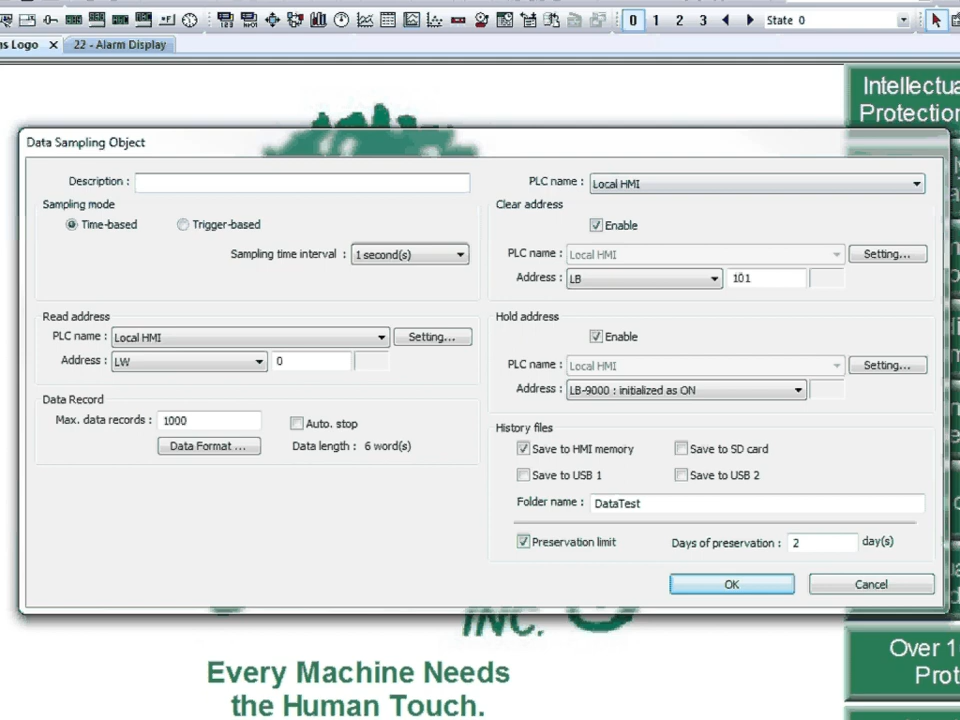 0 1 2 3 State 0
s Logo 22 - Alarm Display
Intellectua
Protection
Data Sampling Object
Description :
PLC name : Local HMI
Sampling mode
Time-based Trigger-based
Sampling time interval : 1 second(s)
Clear address
Enable
PLC name : Local HMI Setting...
Address : LB 101
Read address
PLC name : Local HMI Setting...
Address : LW 0
Hold address
Enable
PLC name : Local HMI Setting...
Address : LB-9000 : initialized as ON
Data Record
Max. data records : 1000 Auto. stop
Data Format ... Data length : 6 word(s)
History files
Save to HMI memory Save to SD card
Save to USB 1 Save to USB 2
Folder name : DataTest
Preservation limit Days of preservation : 2 day(s)
OK Cancel
INC.
Every Machine Needs
the Human Touch.
Over 1
Prot